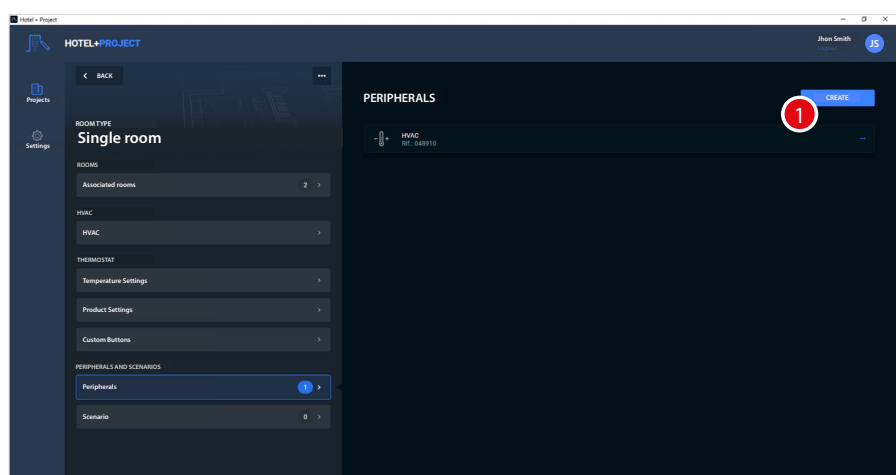 Hotel + Project
HOTEL+PROJECT
Jhon Smith
Logout
JS
Projects
Settings
BACK
ROOM TYPE
Single room
ROOMS
Associated rooms 2
HVAC
HVAC
THERMOSTAT
Temperature Settings
Product Settings
Custom Buttons
PERIPHERALS AND SCENARIOS
Peripherals 1
Scenario 0
PERIPHERALS
CREATE
1
HVAC
Rif.: 049910